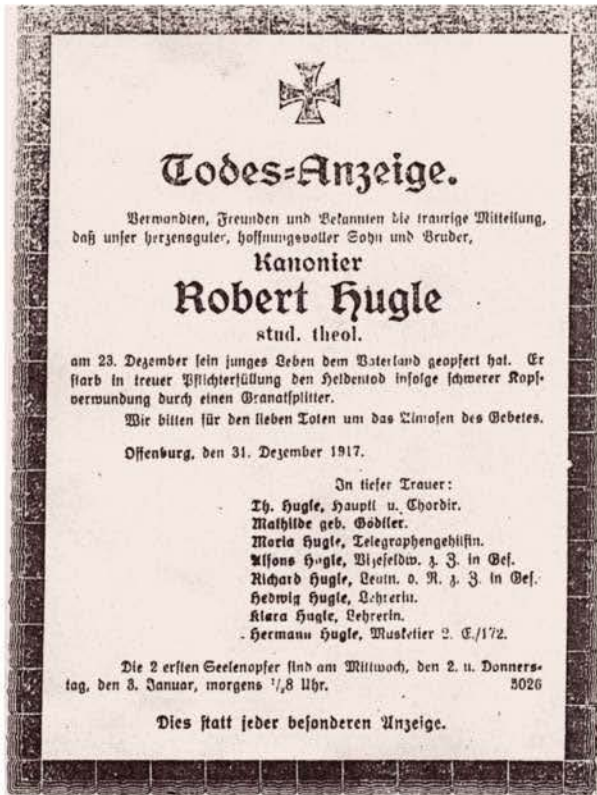 Todes-Anzeige.
Verwandten, Freunden und Bekannten die traurige Mitteilung,
daß unser herzensguter, hoffnungsvoller Sohn und Bruder,
Kanonier
Robert Hugle
stud. theol.
am 23. Dezember sein junges Leben dem Vaterland geopfert hat. Er
starb in treuer Pflichterfüllung den Heldentod infolge schwerer Kopf-
verwundung durch einen Granatsplitter.
Wir bitten für den lieben Toten um das Almosen des Gebetes.
Offenburg, den 31. Dezember 1917.
In tiefer Trauer:
Th. Hugle, Hauptl. u. Chordir.
Mathilde geb. Gödller.
Maria Hugle, Telegraphengehilfin.
Alfons Hugle, Vizefeldw. z. Z. in Gef.
Richard Hugle, Leutn. d. R. z. Z. in Gef.
Hedwig Hugle, Lehrerin.
Klara Hugle, Lehrerin.
Hermann Hugle, Musketier E./172.
Die 2 ersten Seelenopfer sind am Mittwoch, den 2. u. Donners-
tag, den 3. Januar, morgens 1/28 Uhr. 5026
Dies statt jeder besonderen Anzeige.